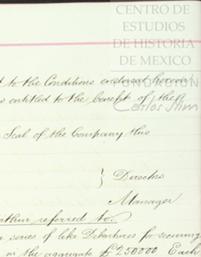 CENTRO DE
ESTUDIOS
DE HISTORIA
DE MEXICO
to the Conditions endorsed hereon
entitled to the benefit of the
Carlos Slim
Seal of the Company this
} Directors
Manager
referred to
series of like Debentures for securing
in the aggregate £250000 Each